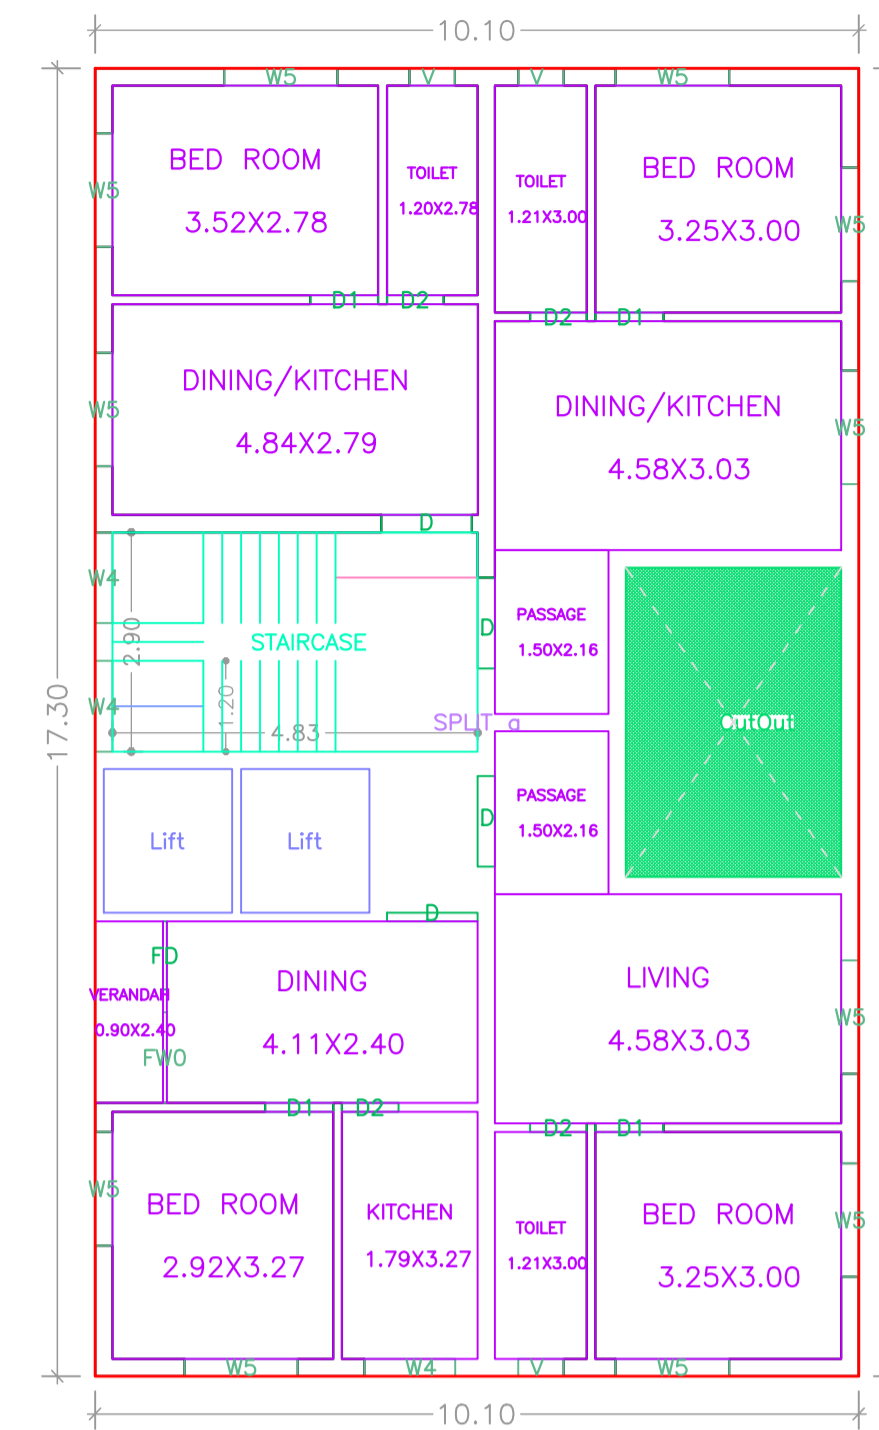 10.10
W5
V
V
W5
BED ROOM
3.52X2.78
TOILET
1.20X2.78
TOILET
1.21X3.00
BED ROOM
3.25X3.00
W5
W5
D1
D2
D2
D1
DINING/KITCHEN
4.84X2.79
DINING/KITCHEN
4.58X3.03
W5
W5
D
W4
2.90
STAIRCASE
D
PASSAGE
1.50X2.16
W4
1.20
4.83
SPLIT a
17.30
PASSAGE
1.50X2.16
D
Lift
Lift
D
FD
VERANDAH
0.90X2.40
FW0
DINING
4.11X2.40
LIVING
4.58X3.03
W5
D1
D2
D2
D1
W5
BED ROOM
2.92X3.27
KITCHEN
1.79X3.27
TOILET
1.21X3.00
BED ROOM
3.25X3.00
W5
W5
W4
V
W5
10.10